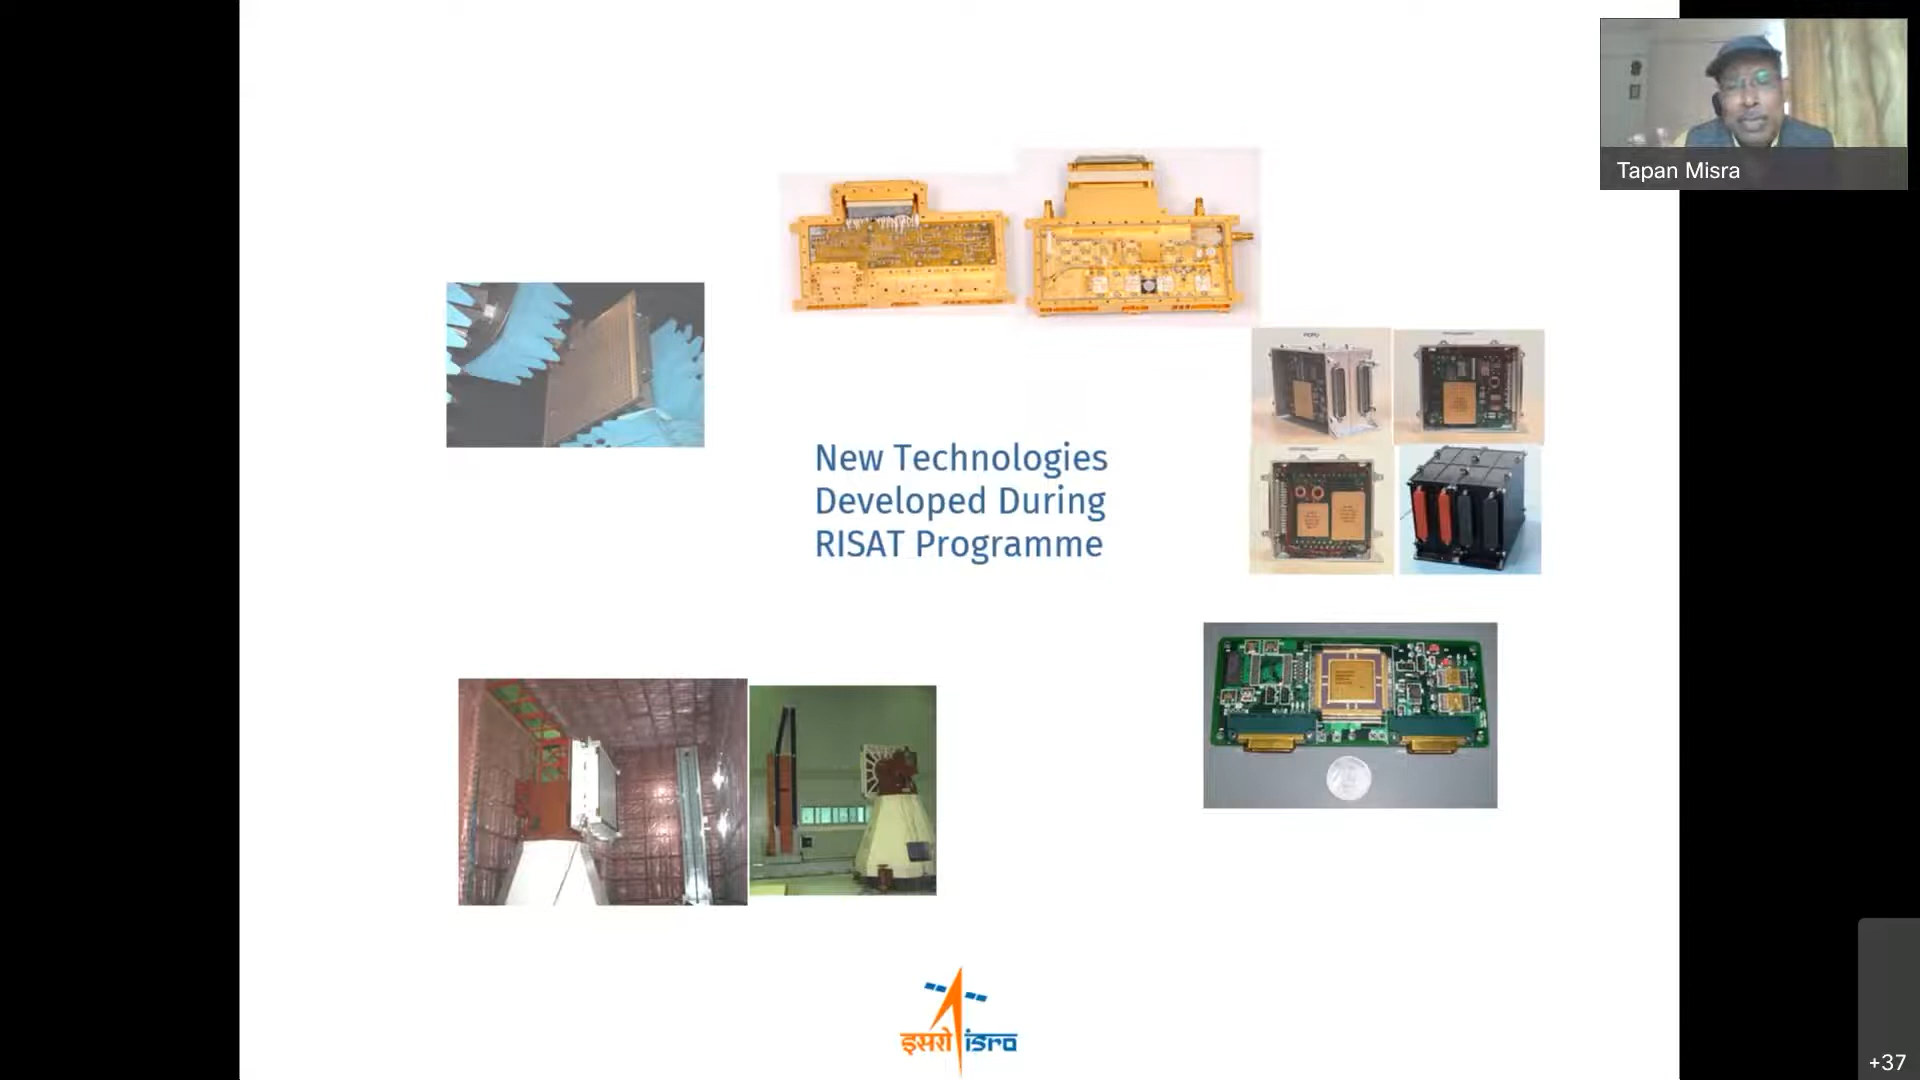 Tapan Misra
New Technologies
Developed During
RISAT Programme
इसरो isro
+37